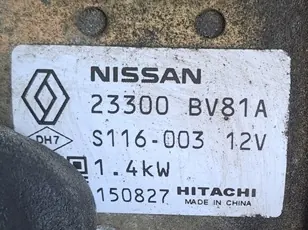 NISSAN
23300 BV81A
DH7 S116-003 12V
1.4kW
150827 HITACHI
MADE IN CHINA